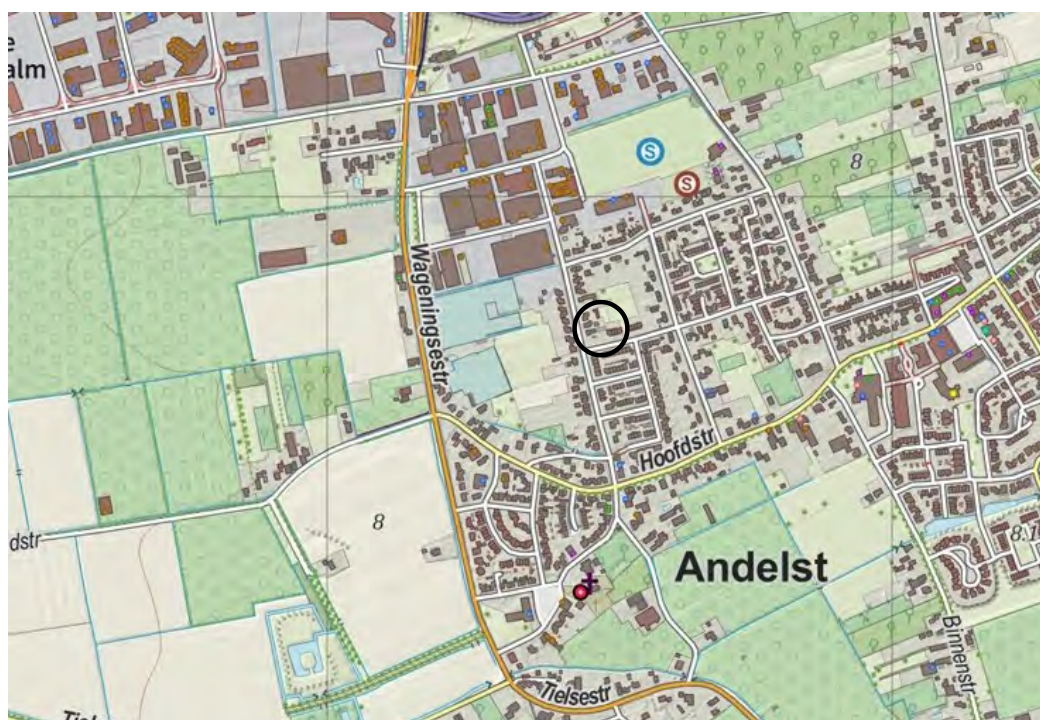 alm
S
S
8
Wageningsestr
Hoofdstr
8
dstr
8.1
Andelst
Binnenstr
Tielsestr